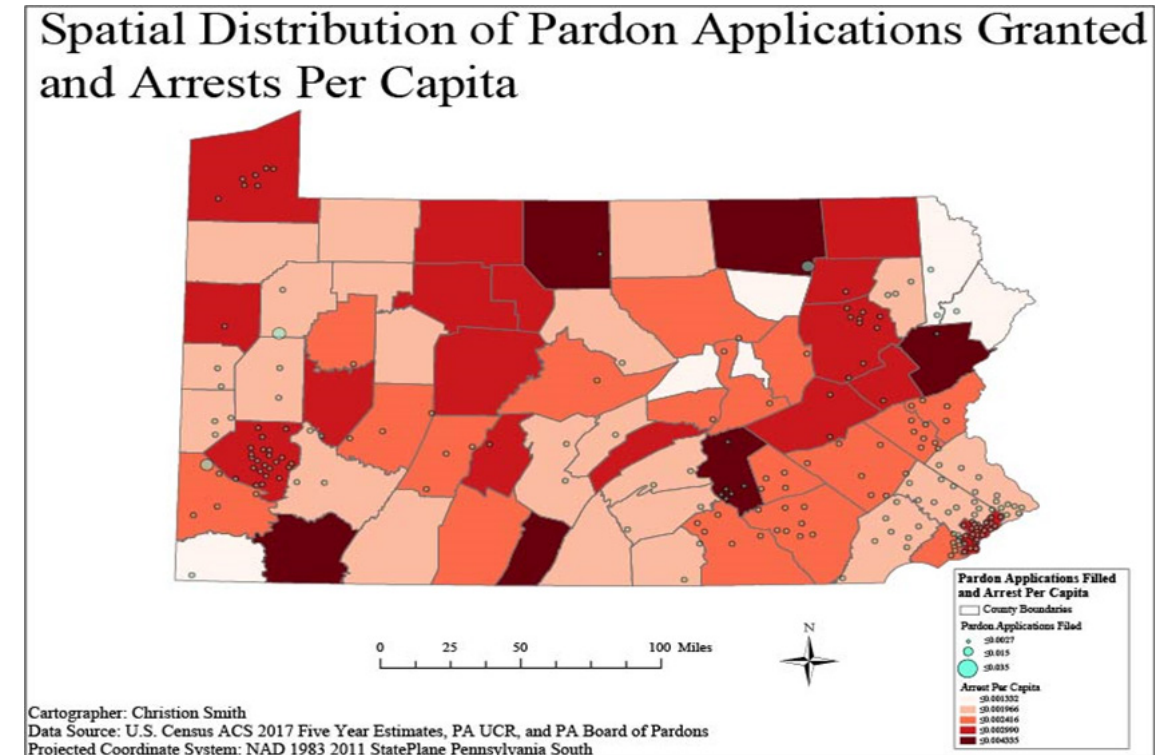 Spatial Distribution of Pardon Applications Granted
and Arrests Per Capita
N
0 25 50 100 Miles
Pardon Applications Filled
and Arrest Per Capita
County Boundaries
Pardon Applications Filed
≤0.0027
≤0.015
≤0.035
Arrest Per Capita
≤0.001332
≤0.001966
≤0.002416
≤0.002990
≤0.004335
Cartographer: Christion Smith
Data Source: U.S. Census ACS 2017 Five Year Estimates, PA UCR, and PA Board of Pardons
Projected Coordinate System: NAD 1983 2011 StatePlane Pennsylvania South